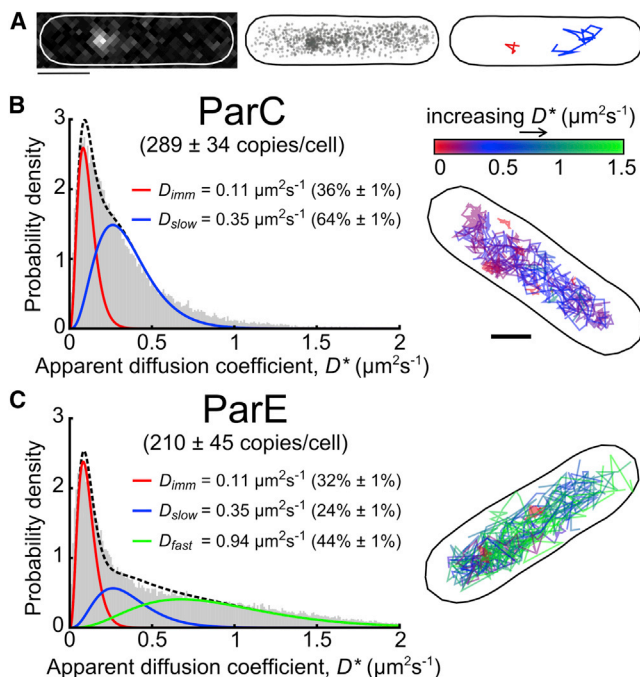 A
B
ParC
(289 ± 34 copies/cell)
D_imm = 0.11 µm²s⁻¹ (36% ± 1%)
D_slow = 0.35 µm²s⁻¹ (64% ± 1%)
Probability density
3
2
1
0
0 0.5 1 1.5 2
Apparent diffusion coefficient, D* (µm²s⁻¹)
increasing D* (µm²s⁻¹)
0 0.5 1 1.5
C
ParE
(210 ± 45 copies/cell)
D_imm = 0.11 µm²s⁻¹ (32% ± 1%)
D_slow = 0.35 µm²s⁻¹ (24% ± 1%)
D_fast = 0.94 µm²s⁻¹ (44% ± 1%)
Probability density
3
2
1
0
0 0.5 1 1.5 2
Apparent diffusion coefficient, D* (µm²s⁻¹)